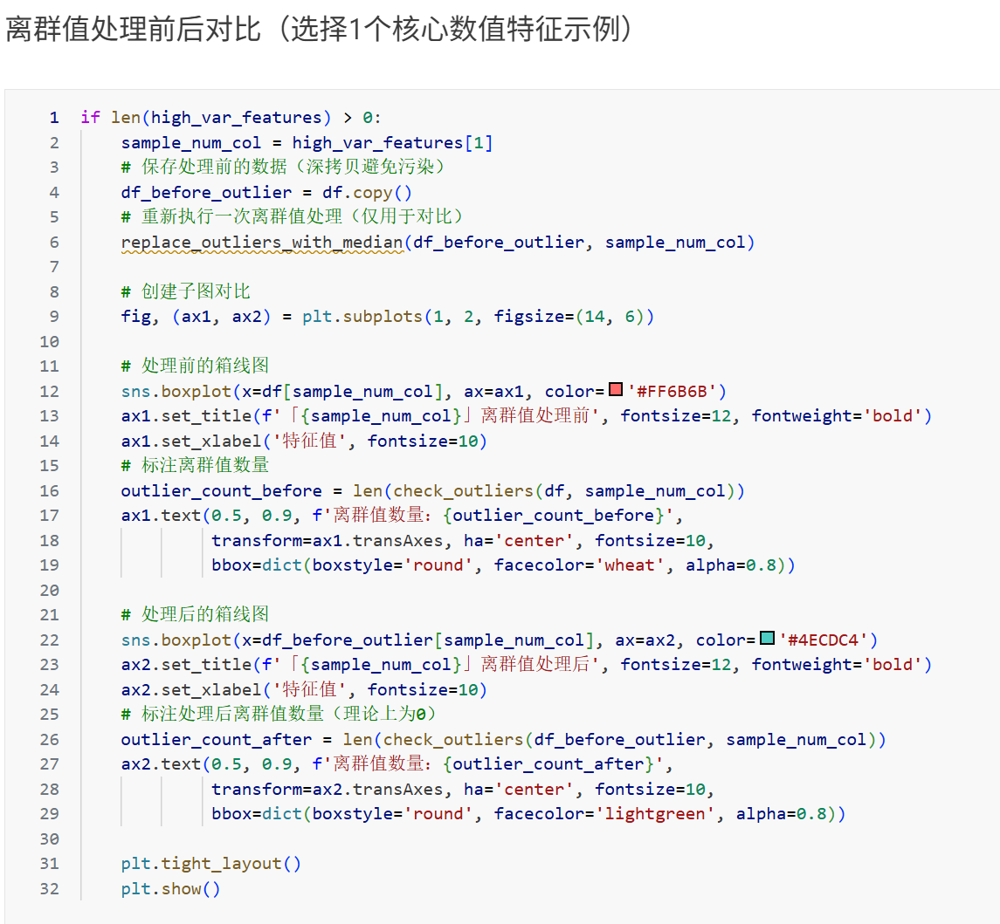 离群值处理前后对比（选择1个核心数值特征示例）
1 if len(high_var_features) > 0:
2     sample_num_col = high_var_features[1]
3     # 保存处理前的数据（深拷贝避免污染）
4     df_before_outlier = df.copy()
5     # 重新执行一次离群值处理（仅用于对比）
6     replace_outliers_with_median(df_before_outlier, sample_num_col)
7
8     # 创建子图对比
9     fig, (ax1, ax2) = plt.subplots(1, 2, figsize=(14, 6))
10
11     # 处理前的箱线图
12     sns.boxplot(x=df[sample_num_col], ax=ax1, color='#FF6B6B')
13     ax1.set_title(f'「{sample_num_col}」离群值处理前', fontsize=12, fontweight='bold')
14     ax1.set_xlabel('特征值', fontsize=10)
15     # 标注离群值数量
16     outlier_count_before = len(check_outliers(df, sample_num_col))
17     ax1.text(0.5, 0.9, f'离群值数量：{outlier_count_before}',
18              transform=ax1.transAxes, ha='center', fontsize=10,
19              bbox=dict(boxstyle='round', facecolor='wheat', alpha=0.8))
20
21     # 处理后的箱线图
22     sns.boxplot(x=df_before_outlier[sample_num_col], ax=ax2, color='#4ECDC4')
23     ax2.set_title(f'「{sample_num_col}」离群值处理后', fontsize=12, fontweight='bold')
24     ax2.set_xlabel('特征值', fontsize=10)
25     # 标注处理后离群值数量（理论上为0）
26     outlier_count_after = len(check_outliers(df_before_outlier, sample_num_col))
27     ax2.text(0.5, 0.9, f'离群值数量：{outlier_count_after}',
28              transform=ax2.transAxes, ha='center', fontsize=10,
29              bbox=dict(boxstyle='round', facecolor='lightgreen', alpha=0.8))
30
31     plt.tight_layout()
32     plt.show()